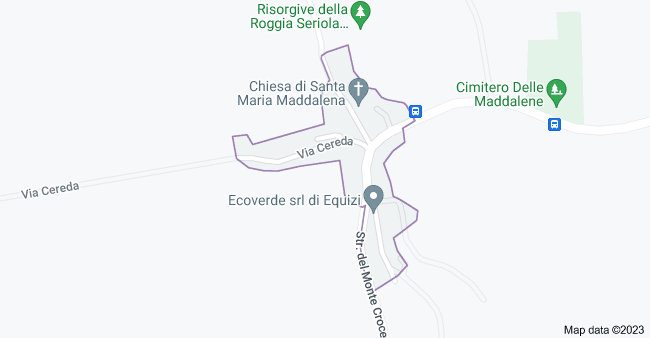 Risorgive della
Roggia Seriola...
Chiesa di Santa
Maria Maddalena
Cimitero Delle
Maddalene
Via Cereda
Via Cereda
Ecoverde srl di Equizi
Str. del Monte Croce
Map data ©2023